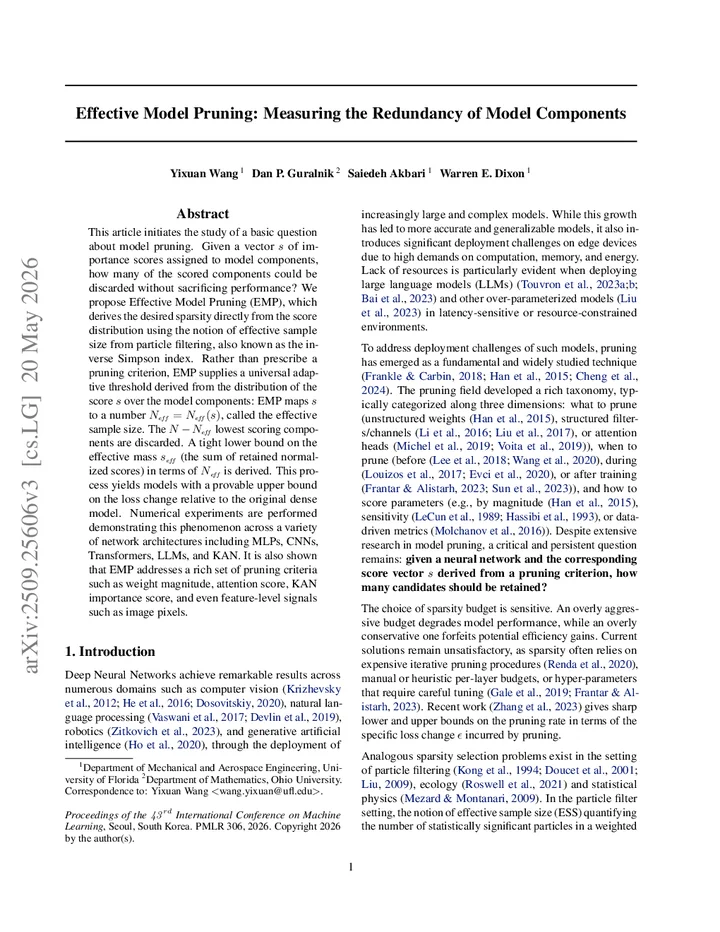 Effective Model Pruning: Measuring the Redundancy of Model Components
Yixuan Wang 1 Dan P. Guralnik 2 Saiedeh Akbari 1 Warren E. Dixon 1
arXiv:2509.25606v3 [cs.LG] 20 May 2026
Abstract
This article initiates the study of a basic question
about model pruning. Given a vector s of im-
portance scores assigned to model components,
how many of the scored components could be
discarded without sacrificing performance? We
propose Effective Model Pruning (EMP), which
derives the desired sparsity directly from the score
distribution using the notion of effective sample
size from particle filtering, also known as the in-
verse Simpson index. Rather than prescribe a
pruning criterion, EMP supplies a universal adap-
tive threshold derived from the distribution of the
score s over the model components: EMP maps s
to a number N_eff = N_eff(s), called the effective
sample size. The N − N_eff lowest scoring compo-
nents are discarded. A tight lower bound on the
effective mass s_eff (the sum of retained normal-
ized scores) in terms of N_eff is derived. This pro-
cess yields models with a provable upper bound
on the loss change relative to the original dense
model. Numerical experiments are performed
demonstrating this phenomenon across a variety
of network architectures including MLPs, CNNs,
Transformers, LLMs, and KAN. It is also shown
that EMP addresses a rich set of pruning criteria
such as weight magnitude, attention score, KAN
importance score, and even feature-level signals
such as image pixels.
1. Introduction
Deep Neural Networks achieve remarkable results across
numerous domains such as computer vision (Krizhevsky
et al., 2012; He et al., 2016; Dosovitskiy, 2020), natural lan-
guage processing (Vaswani et al., 2017; Devlin et al., 2019),
robotics (Zitkovich et al., 2023), and generative artificial
intelligence (Ho et al., 2020), through the deployment of
1Department of Mechanical and Aerospace Engineering, Uni-
versity of Florida 2Department of Mathematics, Ohio University.
Correspondence to: Yixuan Wang <wang.yixuan@ufl.edu>.
Proceedings of the 43rd International Conference on Machine
Learning, Seoul, South Korea. PMLR 306, 2026. Copyright 2026
by the author(s).
increasingly large and complex models. While this growth
has led to more accurate and generalizable models, it also in-
troduces significant deployment challenges on edge devices
due to high demands on computation, memory, and energy.
Lack of resources is particularly evident when deploying
large language models (LLMs) (Touvron et al., 2023a;b;
Bai et al., 2023) and other over-parameterized models (Liu
et al., 2023) in latency-sensitive or resource-constrained
environments.
To address deployment challenges of such models, pruning
has emerged as a fundamental and widely studied technique
(Frankle & Carbin, 2018; Han et al., 2015; Cheng et al.,
2024). The pruning field developed a rich taxonomy, typ-
ically categorized along three dimensions: what to prune
(unstructured weights (Han et al., 2015), structured filter-
s/channels (Li et al., 2016; Liu et al., 2017), or attention
heads (Michel et al., 2019; Voita et al., 2019)), when to
prune (before (Lee et al., 2018; Wang et al., 2020), during
(Louizos et al., 2017; Evci et al., 2020), or after training
(Frantar & Alistarh, 2023; Sun et al., 2023)), and how to
score parameters (e.g., by magnitude (Han et al., 2015),
sensitivity (LeCun et al., 1989; Hassibi et al., 1993), or data-
driven metrics (Molchanov et al., 2016)). Despite extensive
research in model pruning, a critical and persistent question
remains: given a neural network and the corresponding
score vector s derived from a pruning criterion, how
many candidates should be retained?
The choice of sparsity budget is sensitive. An overly aggres-
sive budget degrades model performance, while an overly
conservative one forfeits potential efficiency gains. Current
solutions remain unsatisfactory, as sparsity often relies on
expensive iterative pruning procedures (Renda et al., 2020),
manual or heuristic per-layer budgets, or hyper-parameters
that require careful tuning (Gale et al., 2019; Frantar & Al-
istarh, 2023). Recent work (Zhang et al., 2023) gives sharp
lower and upper bounds on the pruning rate in terms of the
specific loss change ϵ incurred by pruning.
Analogous sparsity selection problems exist in the setting
of particle filtering (Kong et al., 1994; Doucet et al., 2001;
Liu, 2009), ecology (Roswell et al., 2021) and statistical
physics (Mezard & Montanari, 2009). In the particle filter
setting, the notion of effective sample size (ESS) quantifying
the number of statistically significant particles in a weighted
1